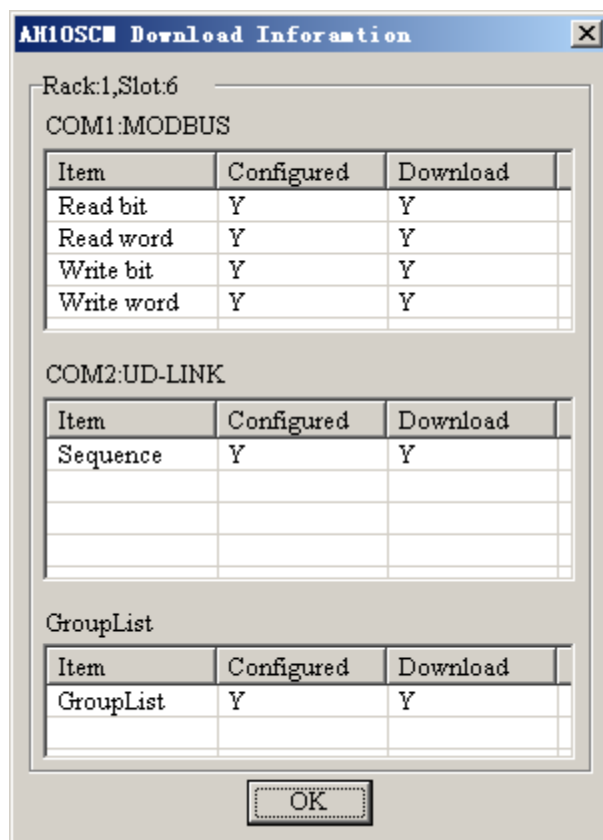 AH10SCM Download Inforamtion
Rack:1,Slot:6
COM1:MODBUS
Item Configured Download
Read bit Y Y
Read word Y Y
Write bit Y Y
Write word Y Y
COM2:UD-LINK
Item Configured Download
Sequence Y Y
GroupList
Item Configured Download
GroupList Y Y
OK